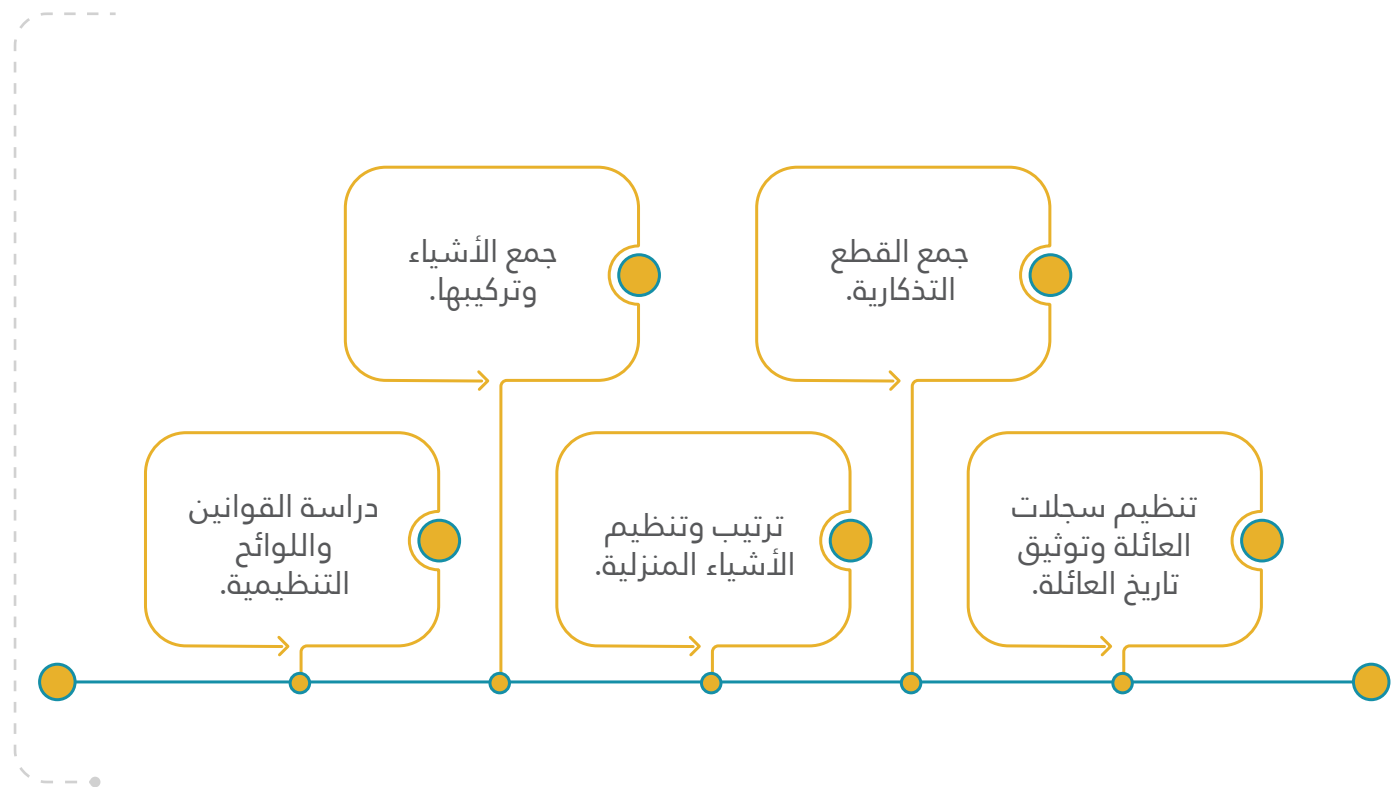 تنظيم سجلات
العائلة وتوثيق
تاريخ العائلة.
جمع القطع
التذكارية.
ترتيب وتنظيم
الأشياء المنزلية.
جمع الأشياء
وتركيبها.
دراسة القوانين
واللوائح
التنظيمية.